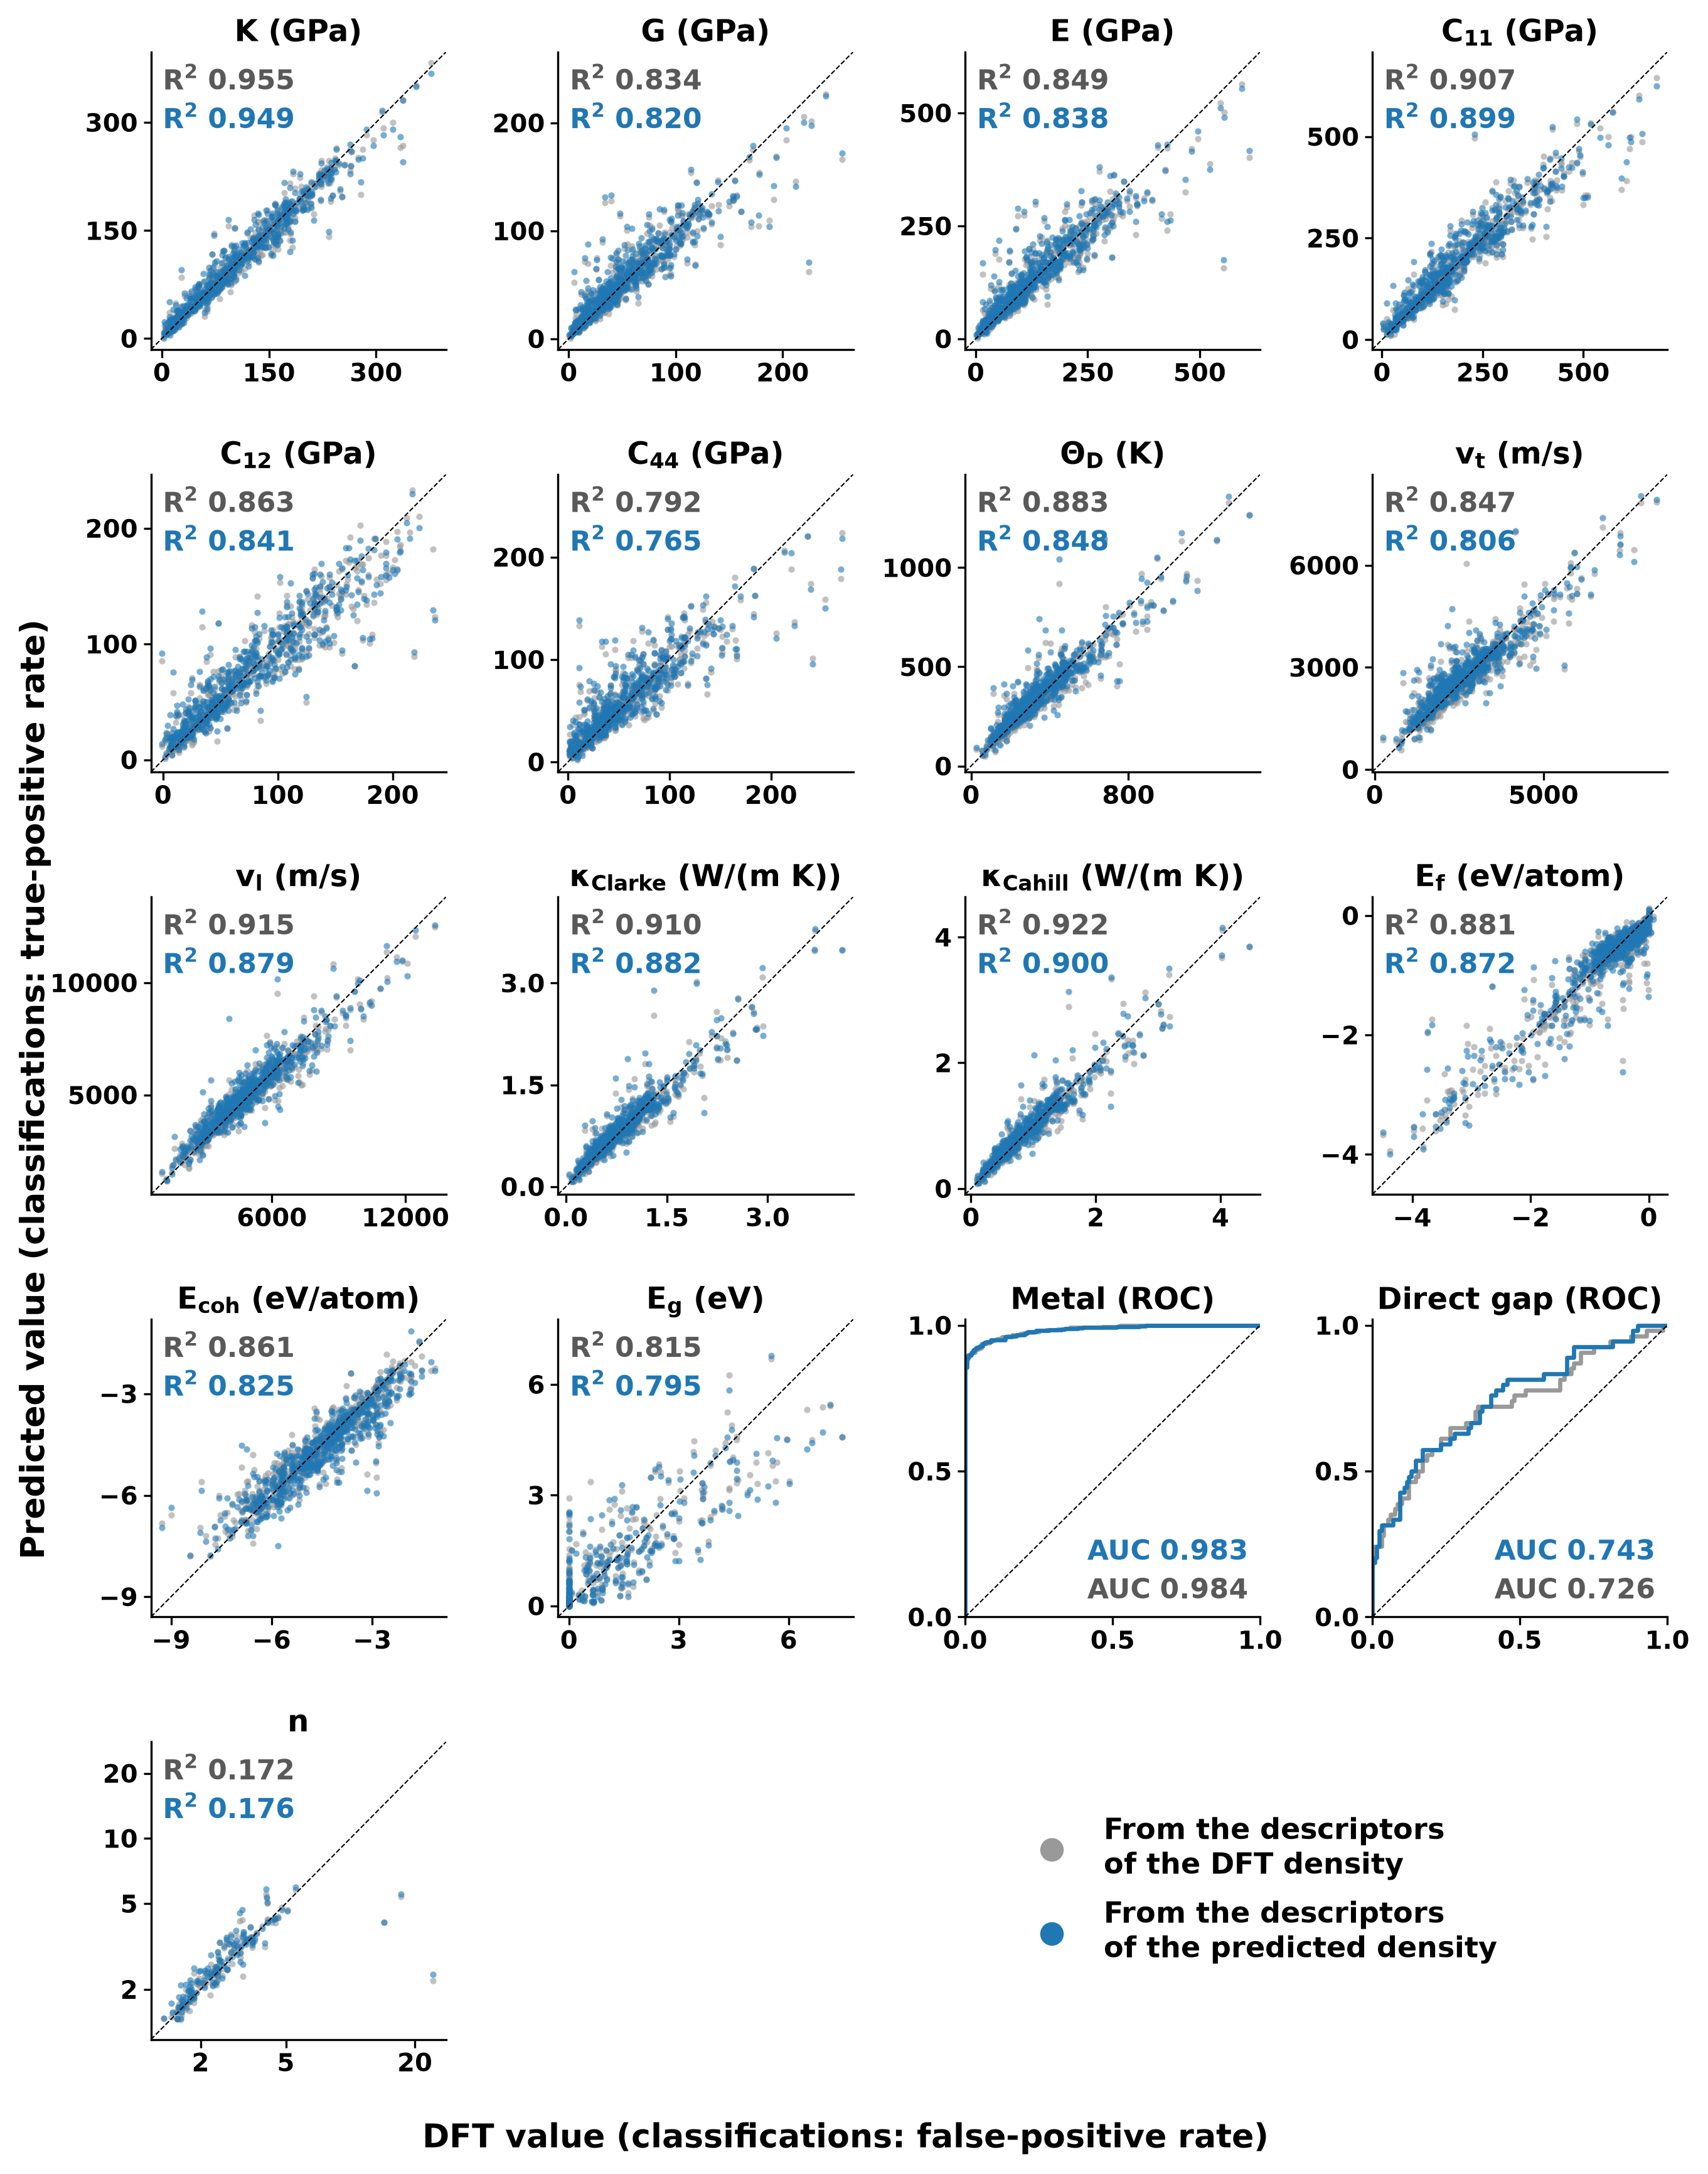 K (GPa)
R² 0.955
R² 0.949
300
150
0
0 150 300
G (GPa)
R² 0.834
R² 0.820
200
100
0
0 100 200
E (GPa)
R² 0.849
R² 0.838
500
250
0
0 250 500
C₁₁ (GPa)
R² 0.907
R² 0.899
500
250
0
0 250 500
C₁₂ (GPa)
R² 0.863
R² 0.841
200
100
0
0 100 200
C₄₄ (GPa)
R² 0.792
R² 0.765
200
100
0
0 100 200
Θ_D (K)
R² 0.883
R² 0.848
1000
500
0
0 800
v_t (m/s)
R² 0.847
R² 0.806
6000
3000
0
0 5000
v_l (m/s)
R² 0.915
R² 0.879
10000
5000
6000 12000
κ_Clarke (W/(m K))
R² 0.910
R² 0.882
3.0
1.5
0.0
0.0 1.5 3.0
κ_Cahill (W/(m K))
R² 0.922
R² 0.900
4
2
0
0 2 4
E_f (eV/atom)
R² 0.881
R² 0.872
0
−2
−4
−4 −2 0
E_coh (eV/atom)
R² 0.861
R² 0.825
−3
−6
−9
−9 −6 −3
E_g (eV)
R² 0.815
R² 0.795
6
3
0
0 3 6
Metal (ROC)
1.0
0.5
0.0
AUC 0.983
AUC 0.984
0.0 0.5 1.0
Direct gap (ROC)
1.0
0.5
0.0
AUC 0.743
AUC 0.726
0.0 0.5 1.0
n
R² 0.172
R² 0.176
20
10
5
2
2 5 20
From the descriptors
of the DFT density
From the descriptors
of the predicted density
Predicted value (classifications: true-positive rate)
DFT value (classifications: false-positive rate)